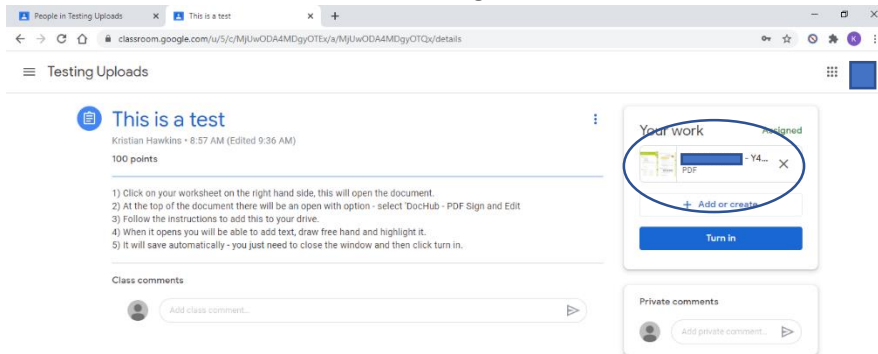 People in Testing Uploads
This is a test
classroom.google.com/u/5/c/MjUwODA4MDgyOTEx/a/MjUwODA4MDgyOTQx/details
K
Testing Uploads
This is a test
Kristian Hawkins • 8:57 AM (Edited 9:36 AM)
100 points
1) Click on your worksheet on the right hand side, this will open the document.
2) At the top of the document there will be an open with option - select 'DocHub - PDF Sign and Edit
3) Follow the instructions to add this to your drive.
4) When it opens you will be able to add text, draw free hand and highlight it.
5) It will save automatically - you just need to close the window and then click turn in.
Class comments
Add class comment...
Your work
Assigned
- Y4...
PDF
+ Add or create
Turn in
Private comments
Add private comment...